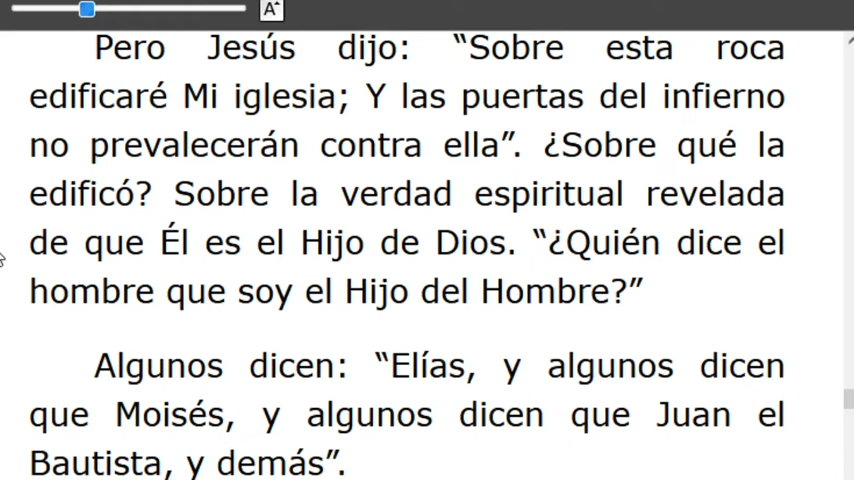 A
Pero Jesús dijo: “Sobre esta roca
edificaré Mi iglesia; Y las puertas del infierno
no prevalecerán contra ella”. ¿Sobre qué la
edificó? Sobre la verdad espiritual revelada
de que Él es el Hijo de Dios. “¿Quién dice el
hombre que soy el Hijo del Hombre?”
Algunos dicen: “Elías, y algunos dicen
que Moisés, y algunos dicen que Juan el
Bautista, y demás”.